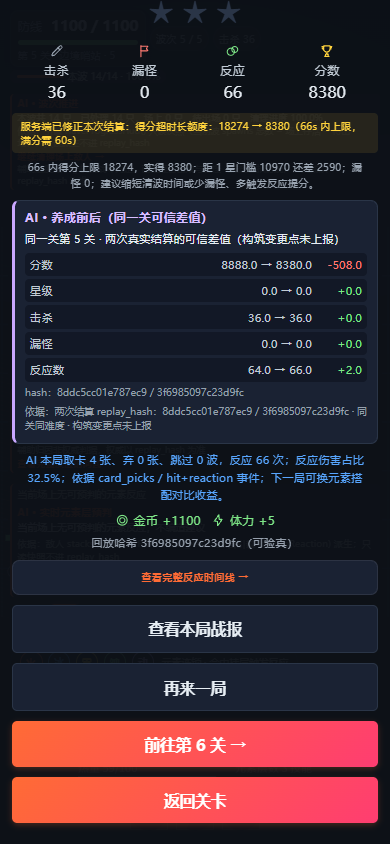 1100 / 1100
击杀 漏怪 反应 分数
36 0 66 8380
服务端已修正本次结算：得分超时长额度：18274 → 8380（66s 内上限，
满分需 60s）
66s 内得分上限 18274，实得 8380；距 1 星门槛 10970 还差 2590；漏
怪 0；建议缩短清波时间或少漏怪、多触发反应提分。
AI · 养成前后（同一关可信差值）
同一关第 5 关 · 两次真实结算的可信差值（构筑变更点未上报）
分数 8888.0 → 8380.0 -508.0
星级 0.0 → 0.0 +0.0
击杀 36.0 → 36.0 +0.0
漏怪 0.0 → 0.0 +0.0
反应数 64.0 → 66.0 +2.0
hash：8ddc5cc01e787ec9 / 3f6985097c23d9fc
依据：两次结算 replay_hash：8ddc5cc01e787ec9 / 3f6985097c23d9fc · 同
关同难度 · 构筑变更点未上报
AI 本局取卡 4 张、弃 0 张、跳过 0 波，反应 66 次；反应伤害占比
32.5%；依据 card_picks / hit+reaction 事件；下一局可换元素搭
配对比收益。
金币 +1100 体力 +5
回放哈希 3f6985097c23d9fc（可验真）
查看完整反应时间线 →
查看本局战报
再来一局
前往第 6 关 →
返回关卡